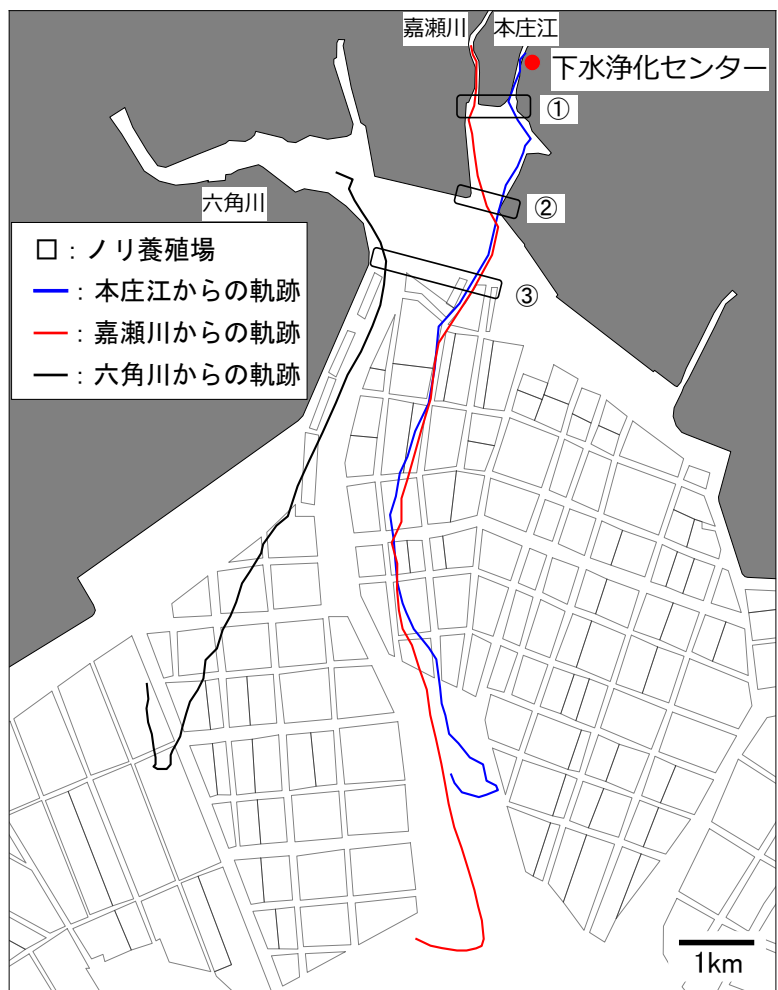 嘉瀬川
本庄江
下水浄化センター
①
六角川
②
□：ノリ養殖場
：本庄江からの軌跡
③
：嘉瀬川からの軌跡
：六角川からの軌跡
1km